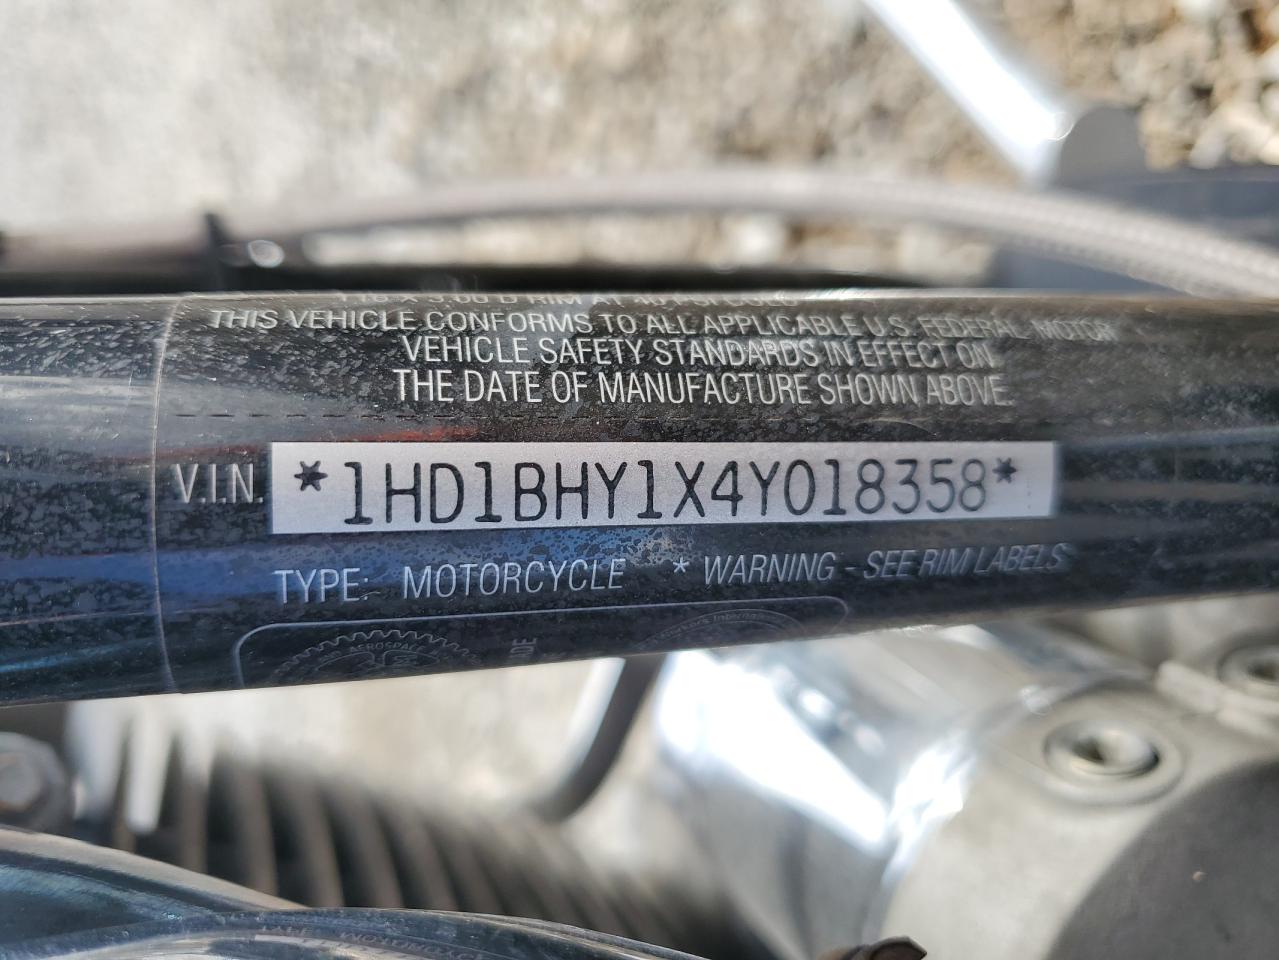 THIS VEHICLE CONFORMS TO ALL APPLICABLE U.S. FEDERAL MOTOR
VEHICLE SAFETY STANDARDS IN EFFECT ON
THE DATE OF MANUFACTURE SHOWN ABOVE.
V.I.N. *1HD1BHY1X4Y018358*
TYPE: MOTORCYCLE * WARNING - SEE RIM LABELS
AEROSPACE